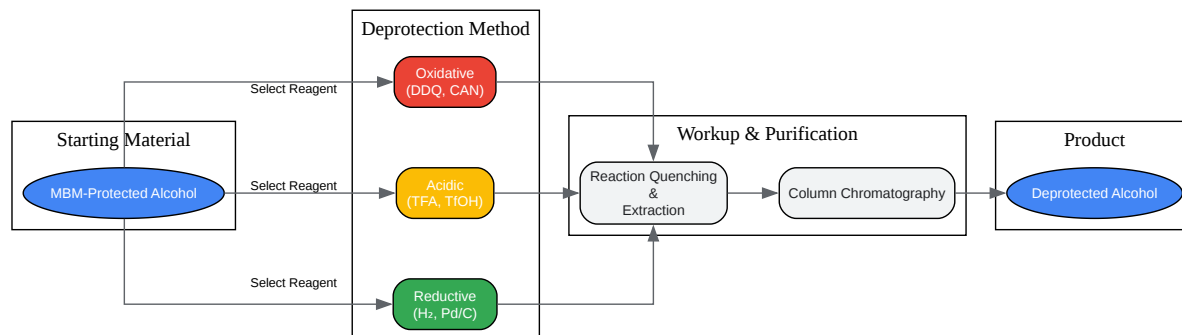 Deprotection Method
Oxidative
(DDQ, CAN)
Select Reagent
Starting Material
MBM-Protected Alcohol
Select Reagent
Acidic
(TFA, TfOH)
Workup & Purification
Reaction Quenching
&
Extraction
Column Chromatography
Product
Deprotected Alcohol
Select Reagent
Reductive
(H₂, Pd/C)